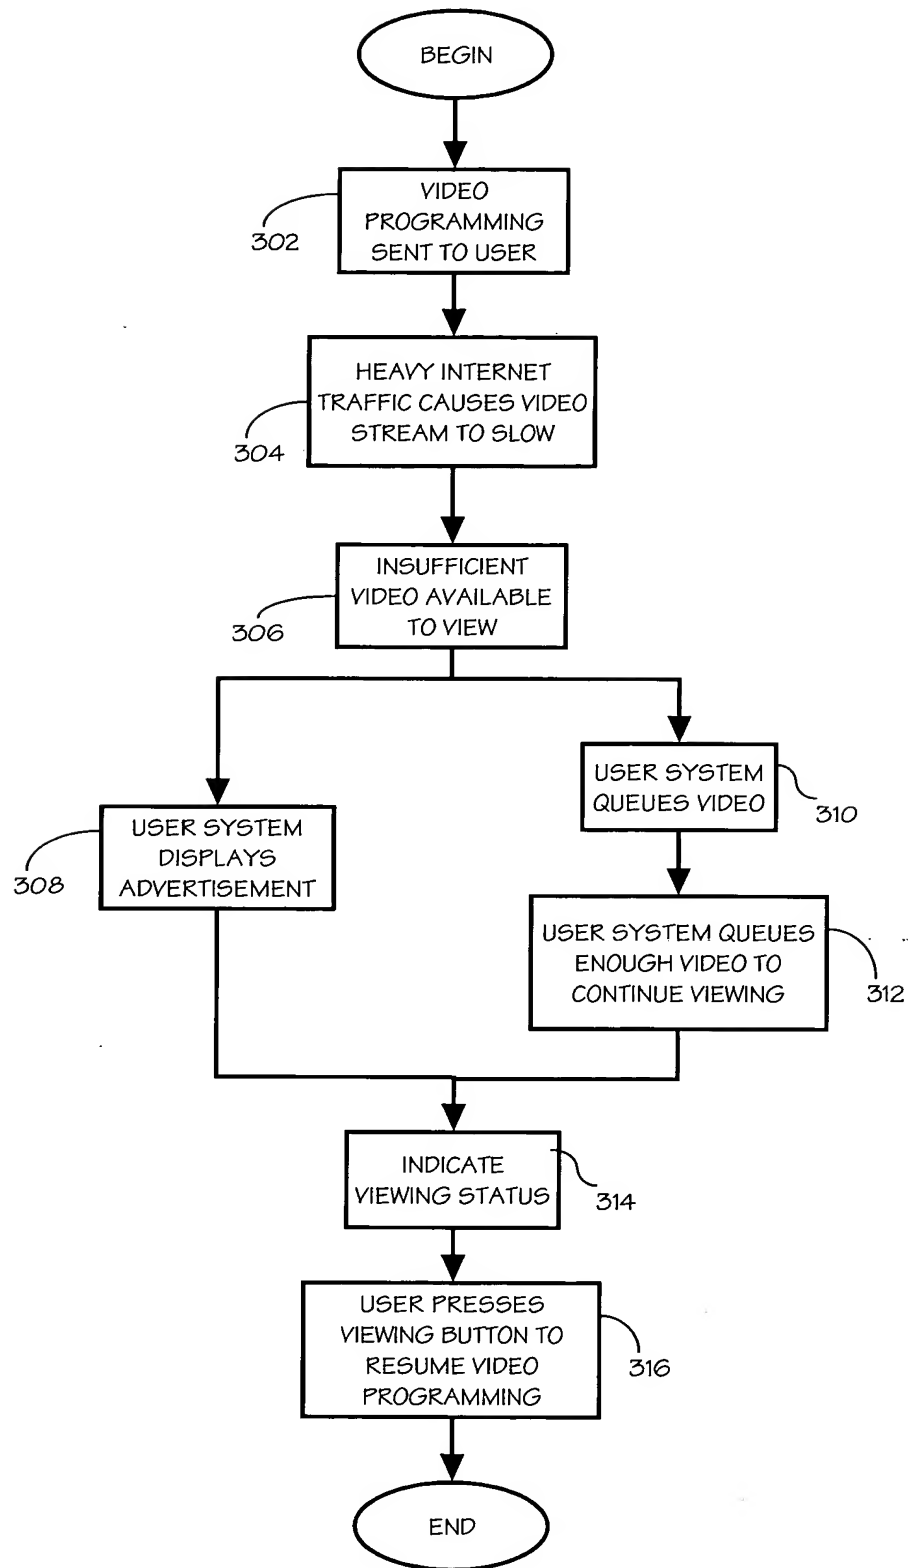 BEGIN
VIDEO
PROGRAMMING
SENT TO USER
302
HEAVY INTERNET
TRAFFIC CAUSES VIDEO
STREAM TO SLOW
304
INSUFFICIENT
VIDEO AVAILABLE
TO VIEW
306
USER SYSTEM
QUEUES VIDEO
310
USER SYSTEM
DISPLAYS
ADVERTISEMENT
308
USER SYSTEM QUEUES
ENOUGH VIDEO TO
CONTINUE VIEWING
312
INDICATE
VIEWING STATUS
314
USER PRESSES
VIEWING BUTTON TO
RESUME VIDEO
PROGRAMMING
316
END